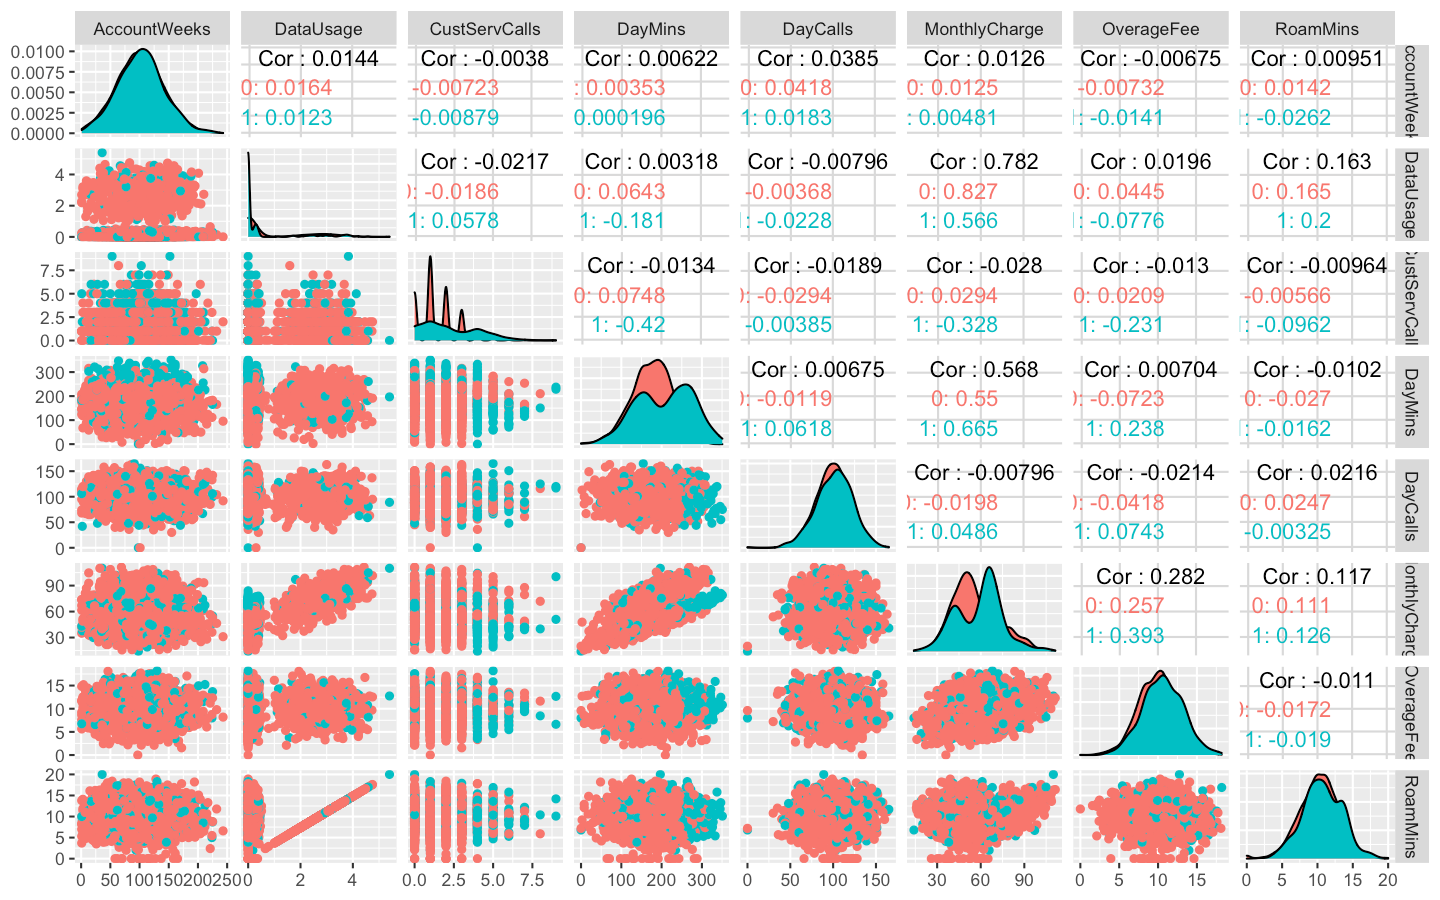 AccountWeeks DataUsage CustServCalls DayMins DayCalls MonthlyCharge OverageFee RoamMins
0.0100 Cor : 0.0144 Cor : -0.0038 Cor : 0.00622 Cor : 0.0385 Cor : 0.0126 Cor : -0.00675 Cor : 0.00951 ccountWeek
0.0075 0: 0.0164 -0.00723 : 0.00353 0: 0.0418 0: 0.0125 -0.00732 0: 0.0142
0.0050
0.0025 1: 0.0123 -0.00879 0.000196 1: 0.0183 : 0.00481 : -0.0141 : -0.0262
0.0000
Cor : -0.0217 Cor : 0.00318 Cor : -0.00796 Cor : 0.782 Cor : 0.0196 Cor : 0.163 DataUsage
4
: -0.0186 0: 0.0643 -0.00368 0: 0.827 0: 0.0445 0: 0.165
2
1: 0.0578 1: -0.181 : -0.0228 1: 0.566 : -0.0776 1: 0.2
0
Cor : -0.0134 Cor : -0.0189 Cor : -0.028 Cor : -0.013 Cor : -0.00964 ustServCall
7.5
5.0 0: 0.0748 : -0.0294 0: 0.0294 0: 0.0209 -0.00566
2.5 1: -0.42 -0.00385 1: -0.328 1: -0.231 : -0.0962
0.0
Cor : 0.00675 Cor : 0.568 Cor : 0.00704 Cor : -0.0102 DayMins
300
200 : -0.0119 0: 0.55 : -0.0723 0: -0.027
100 1: 0.0618 1: 0.665 1: 0.238 : -0.0162
0
Cor : -0.00796 Cor : -0.0214 Cor : 0.0216 DayCalls
150
100 : -0.0198 : -0.0418 0: 0.0247
50 1: 0.0486 1: 0.0743 -0.00325
0
Cor : 0.282 Cor : 0.117 onthlyCharg
90
60 0: 0.257 0: 0.111
30 1: 0.393 1: 0.126
Cor : -0.011 OverageFee
15
10 : -0.0172
5 1: -0.019
0
20 RoamMins
15
10
5
0
0 50 100 150 200 250 0 2 4 0.0 2.5 5.0 7.5 0 100 200 300 0 50 100 150 30 60 90 0 5 10 15 0 5 10 15 20